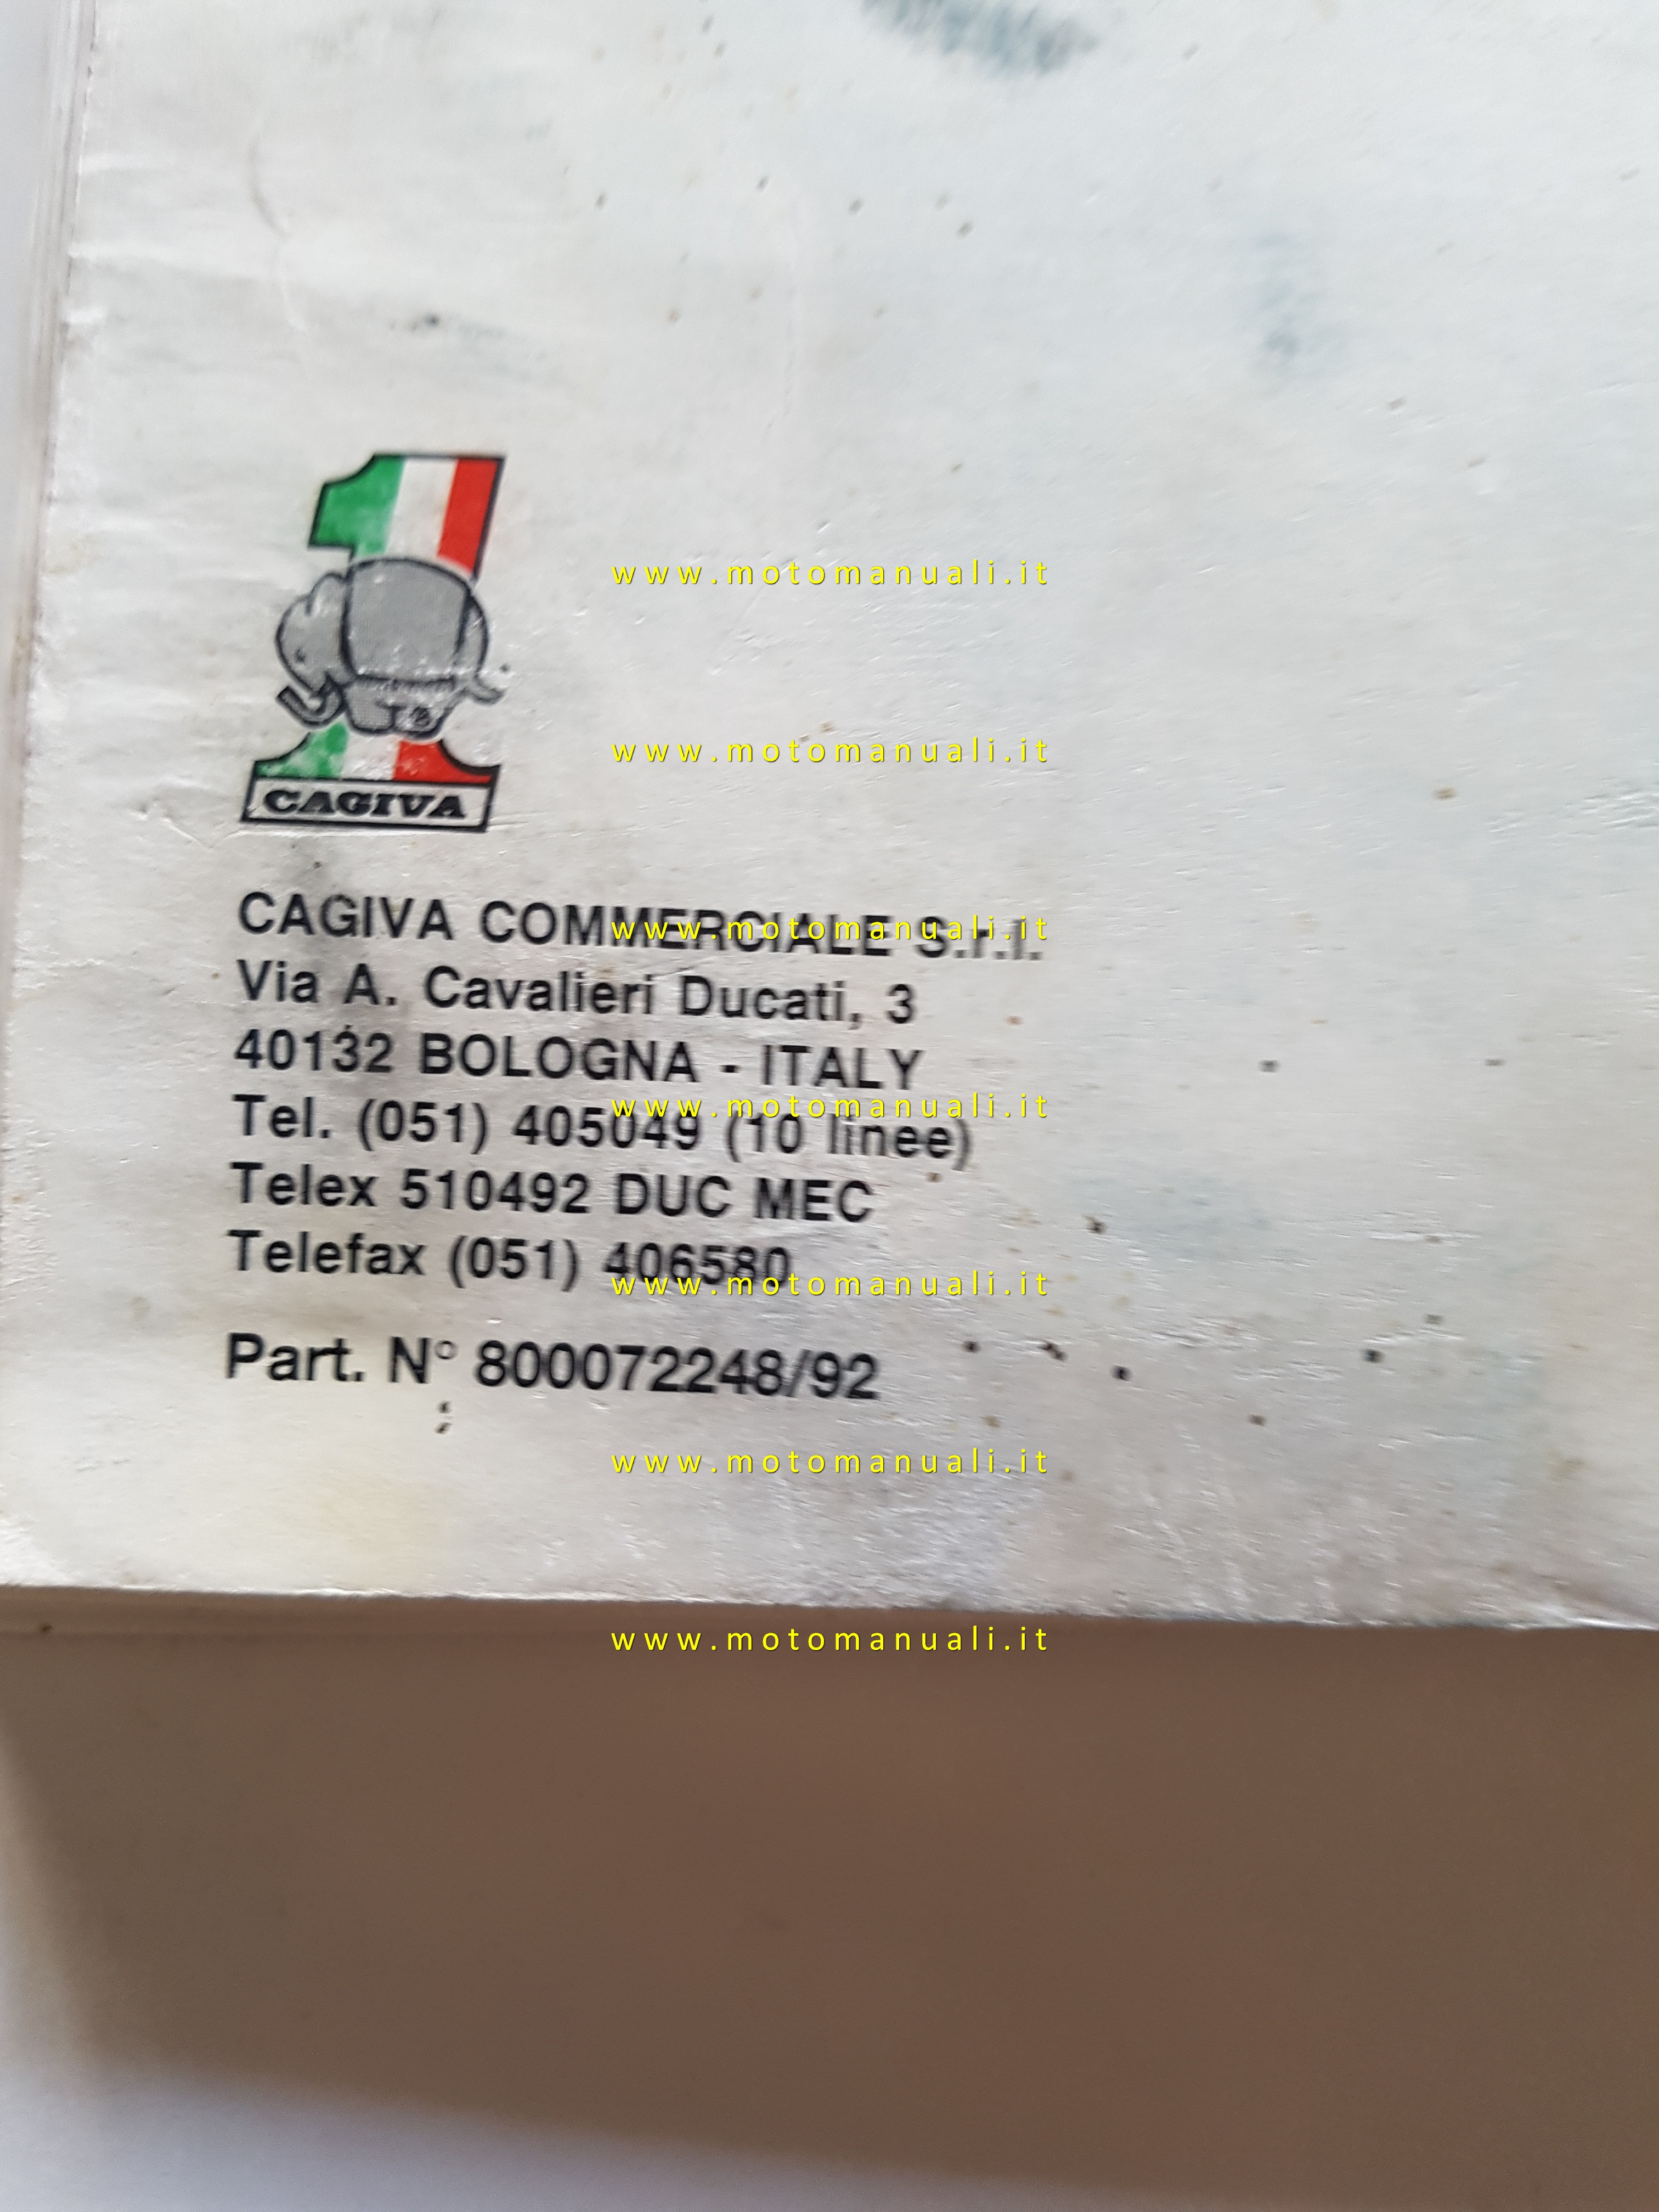 www.motomanuali.it
www.motomanuali.it
CAGIVA
CAGIVA COMMERCIALE S.r.l.
www.motomanuali.it
Via A. Cavalieri Ducati, 3
40132 BOLOGNA - ITALY
www.motomanuali.it
Tel. (051) 405049 (10 linee)
Telex 510492 DUC MEC
Telefax (051) 406580
www.motomanuali.it
Part. N° 800072248/92
www.motomanuali.it
www.motomanuali.it